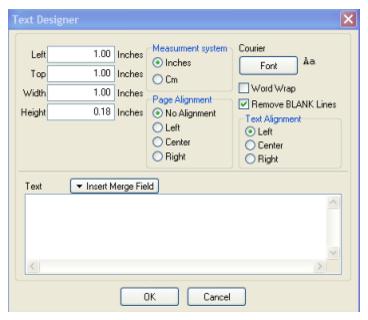 Text Designer
Left 1.00 Inches
Top 1.00 Inches
Width 1.00 Inches
Height 0.18 Inches
Measurment system
Inches
Cm
Page Alignment
No Alignment
Left
Center
Right
Courier
Font Aa
Word Wrap
Remove BLANK Lines
Text Alignment
Left
Center
Right
Text Insert Merge Field
OK Cancel